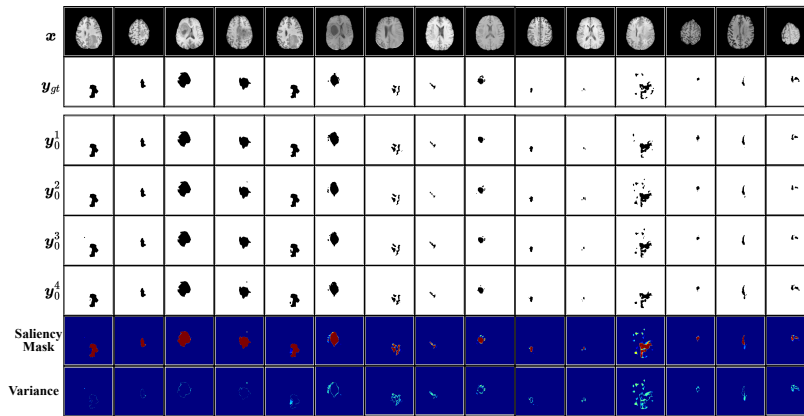 x
y_gt
y_0^1
y_0^2
y_0^3
y_0^4
Saliency
Mask
Variance